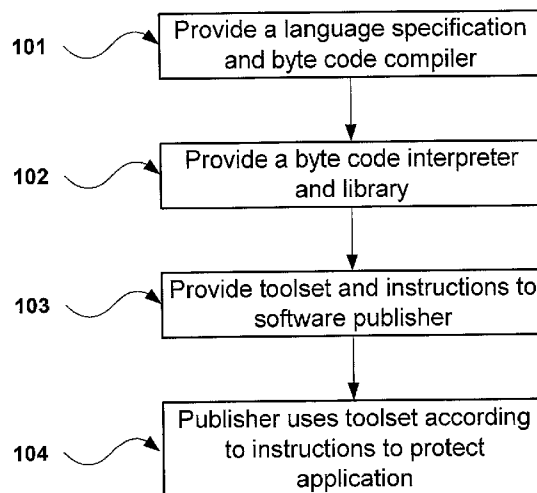 101
Provide a language specification
and byte code compiler
102
Provide a byte code interpreter
and library
103
Provide toolset and instructions to
software publisher
104
Publisher uses toolset according
to instructions to protect
application